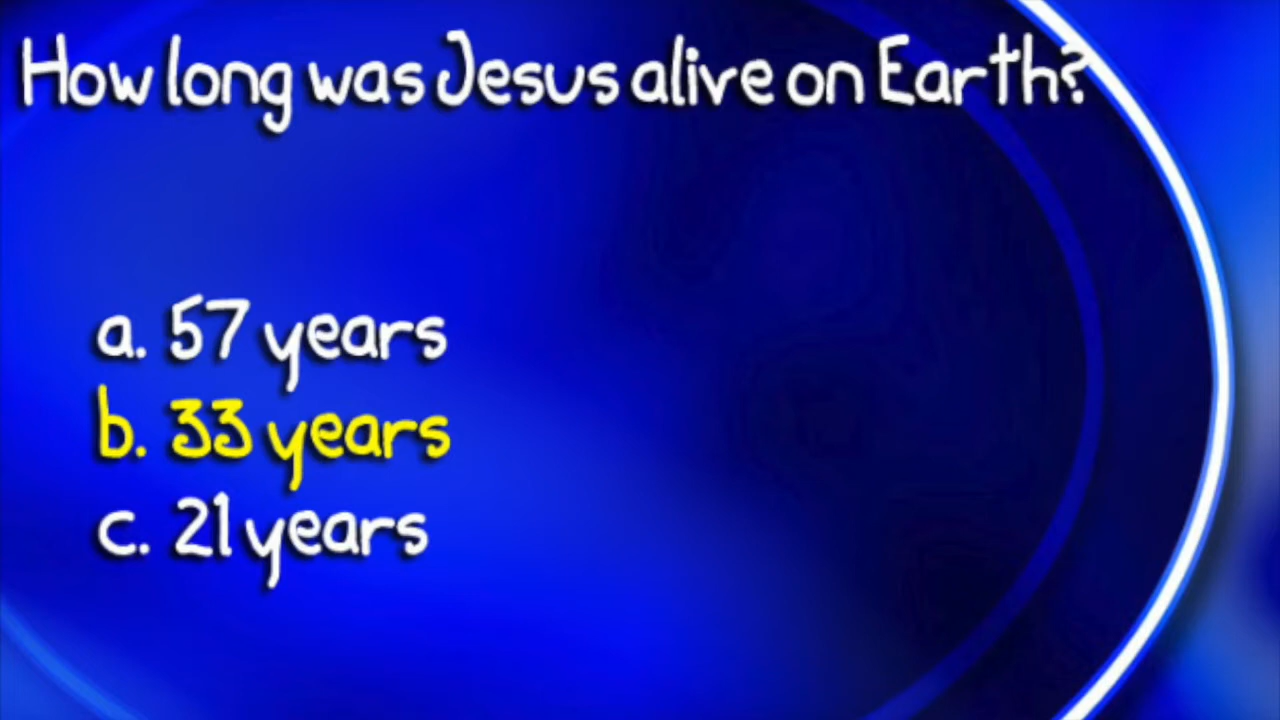 How long was Jesus alive on Earth?
a. 57 years
b. 33 years
c. 21 years